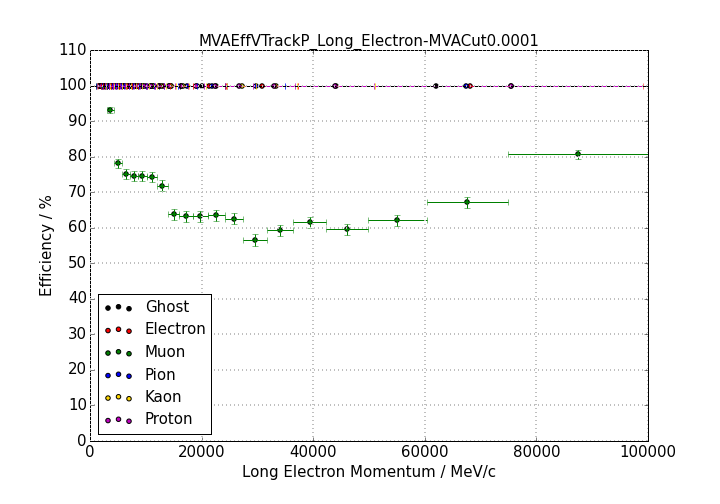 MVAEffVTrackP_Long_Electron-MVACut0.0001
110
100
90
80
70
60
50
40
30
20
10
0
Efficiency / %
Ghost
Electron
Muon
Pion
Kaon
Proton
0 20000 40000 60000 80000 100000
Long Electron Momentum / MeV/c